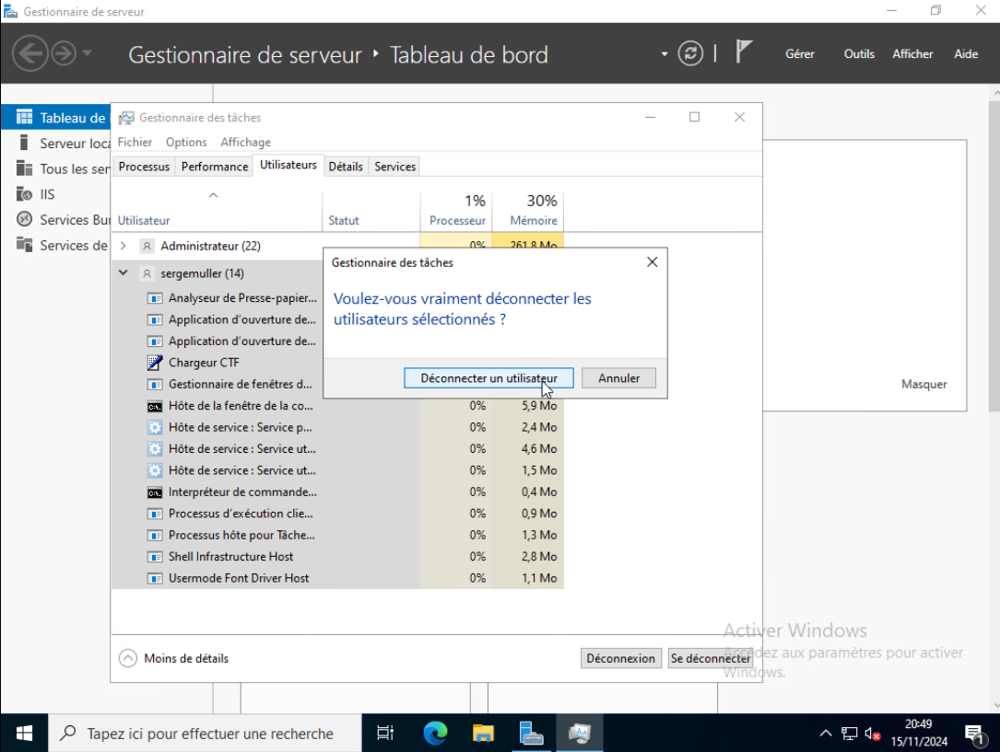 Gestionnaire de serveur
Gestionnaire de serveur • Tableau de bord
Gérer Outils Afficher Aide
Tableau de
Serveur loca
Tous les ser
IIS
Services Bu
Services de
Gestionnaire des tâches
Fichier Options Affichage
Processus Performance Utilisateurs Détails Services
1% 30%
Utilisateur Statut Processeur Mémoire
Administrateur (22) 0% 261,8 Mo
sergemuller (14)
Analyseur de Presse-papier...
Application d'ouverture de...
Application d'ouverture de...
Chargeur CTF
Gestionnaire de fenêtres d...
Hôte de la fenêtre de la co... 0% 5,9 Mo
Hôte de service : Service p... 0% 2,4 Mo
Hôte de service : Service ut... 0% 4,6 Mo
Hôte de service : Service ut... 0% 1,5 Mo
Interpréteur de commande... 0% 0,4 Mo
Processus d'exécution clie... 0% 0,9 Mo
Processus hôte pour Tâche... 0% 1,3 Mo
Shell Infrastructure Host 0% 2,8 Mo
Usermode Font Driver Host 0% 1,1 Mo
Gestionnaire des tâches
Voulez-vous vraiment déconnecter les
utilisateurs sélectionnés ?
Déconnecter un utilisateur Annuler
Masquer
Moins de détails
Déconnexion Se déconnecter
Activer Windows
Accédez aux paramètres pour activer
Windows.
Tapez ici pour effectuer une recherche
20:49
15/11/2024
1